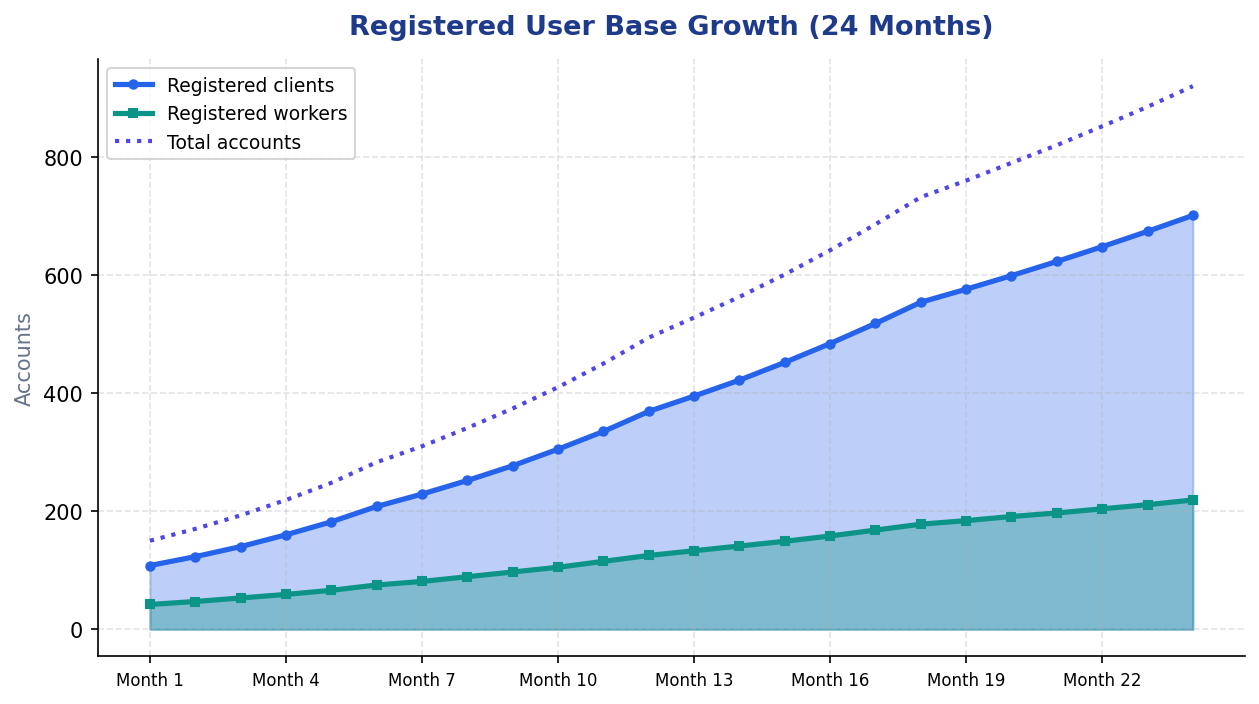 Registered User Base Growth (24 Months)
Registered clients
Registered workers
Total accounts
Accounts
800
600
400
200
0
Month 1 Month 4 Month 7 Month 10 Month 13 Month 16 Month 19 Month 22